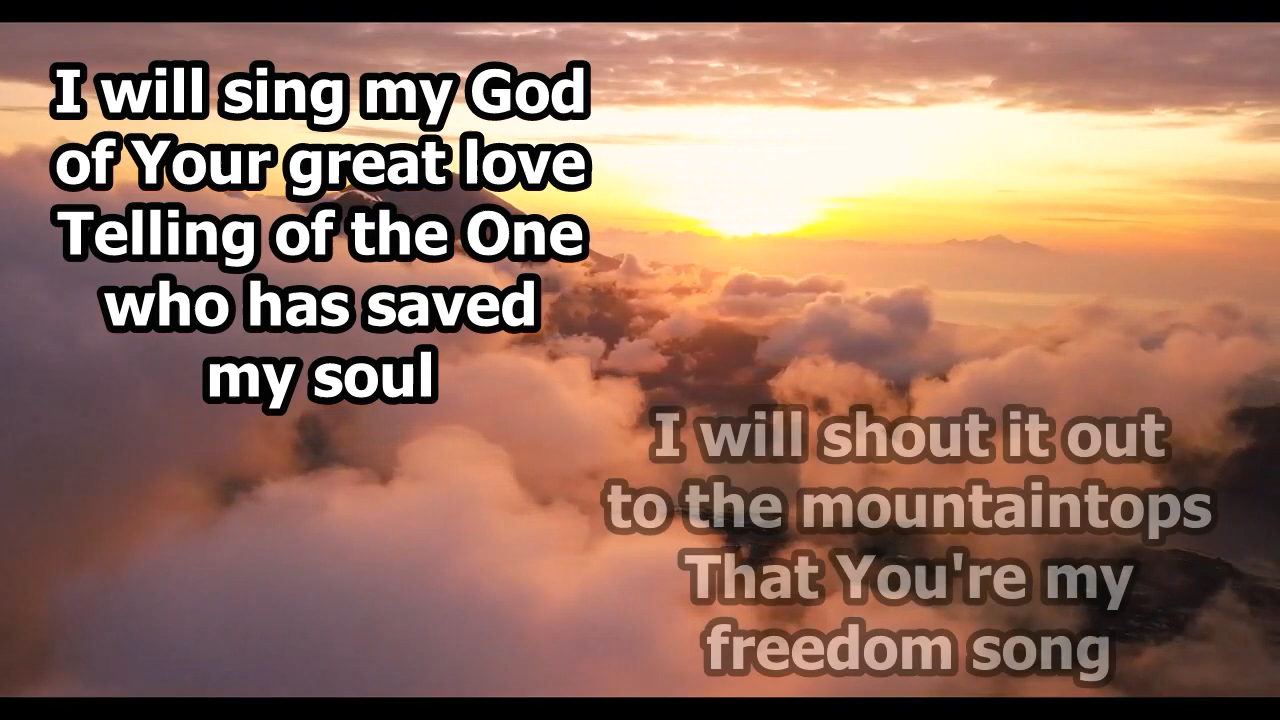 I will sing my God
of Your great love
Telling of the One
who has saved
my soul
I will shout it out
to the mountaintops
That You're my
freedom song